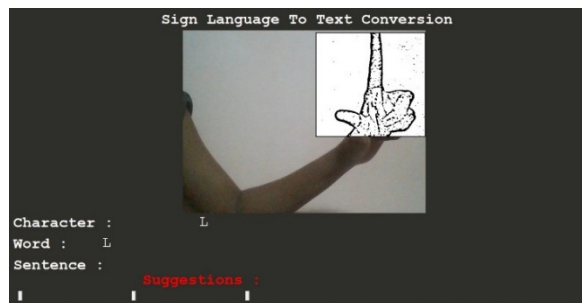 Sign Language To Text Conversion
Character : L
Word : L
Sentence :
Suggestions :